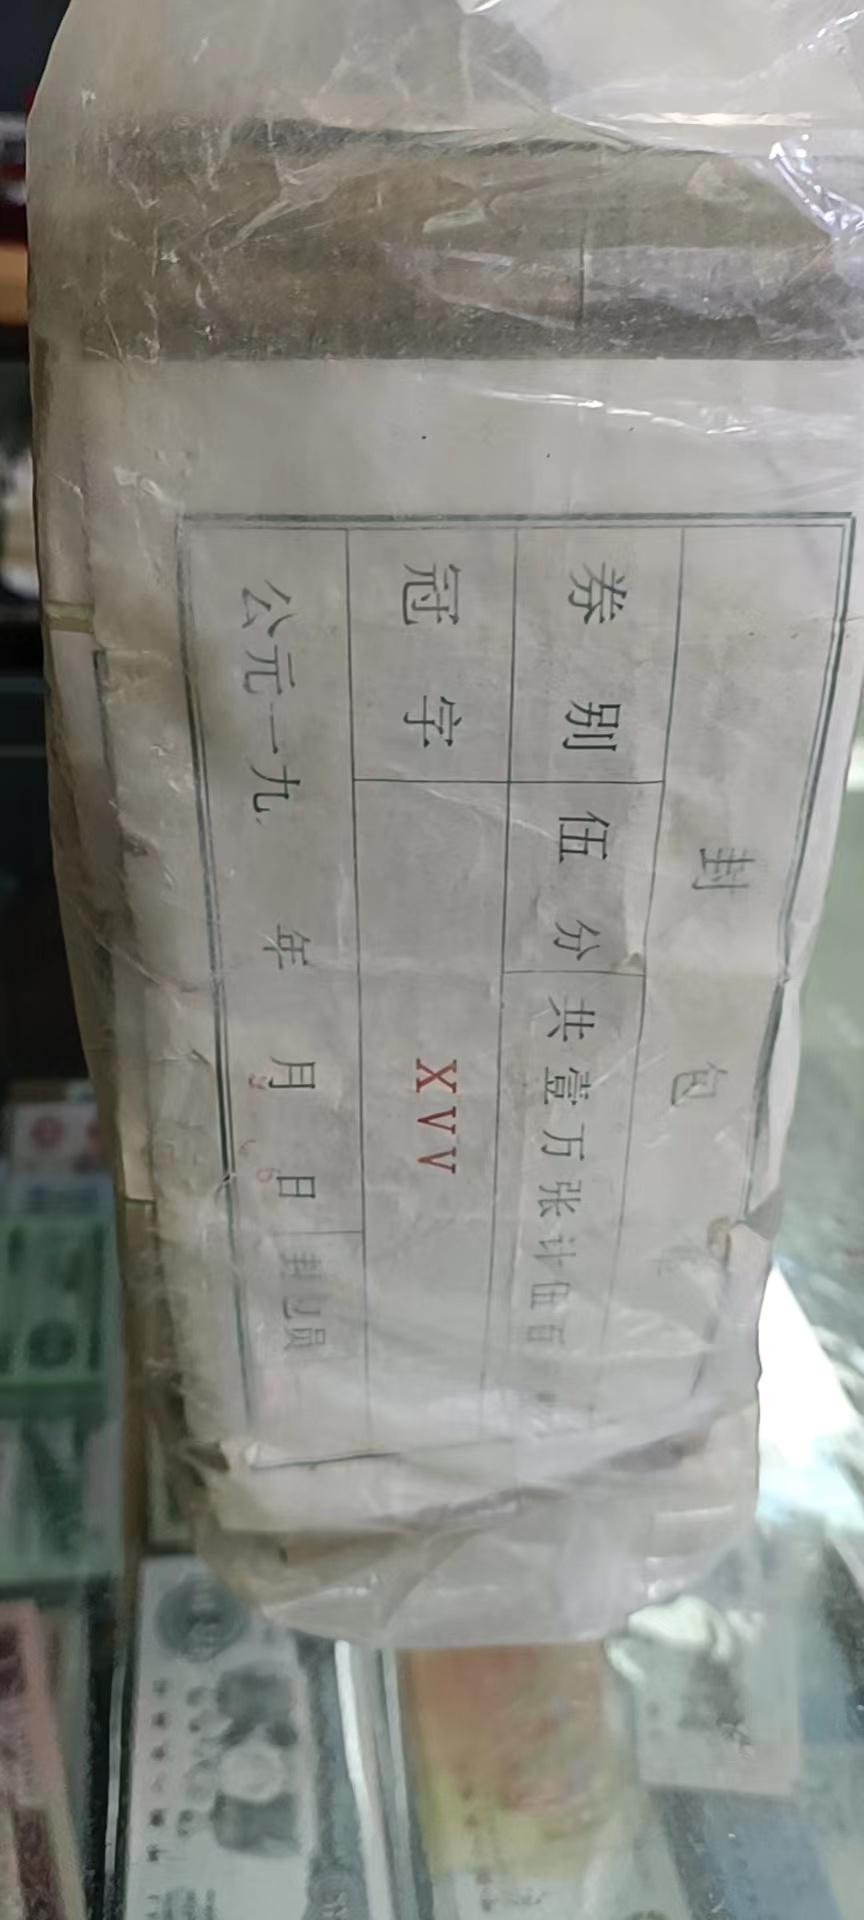 封 包
券 别 伍 分 共 壹 万 张 计 伍 百
冠 字 XVV
公元一九 年 月 日 封包员